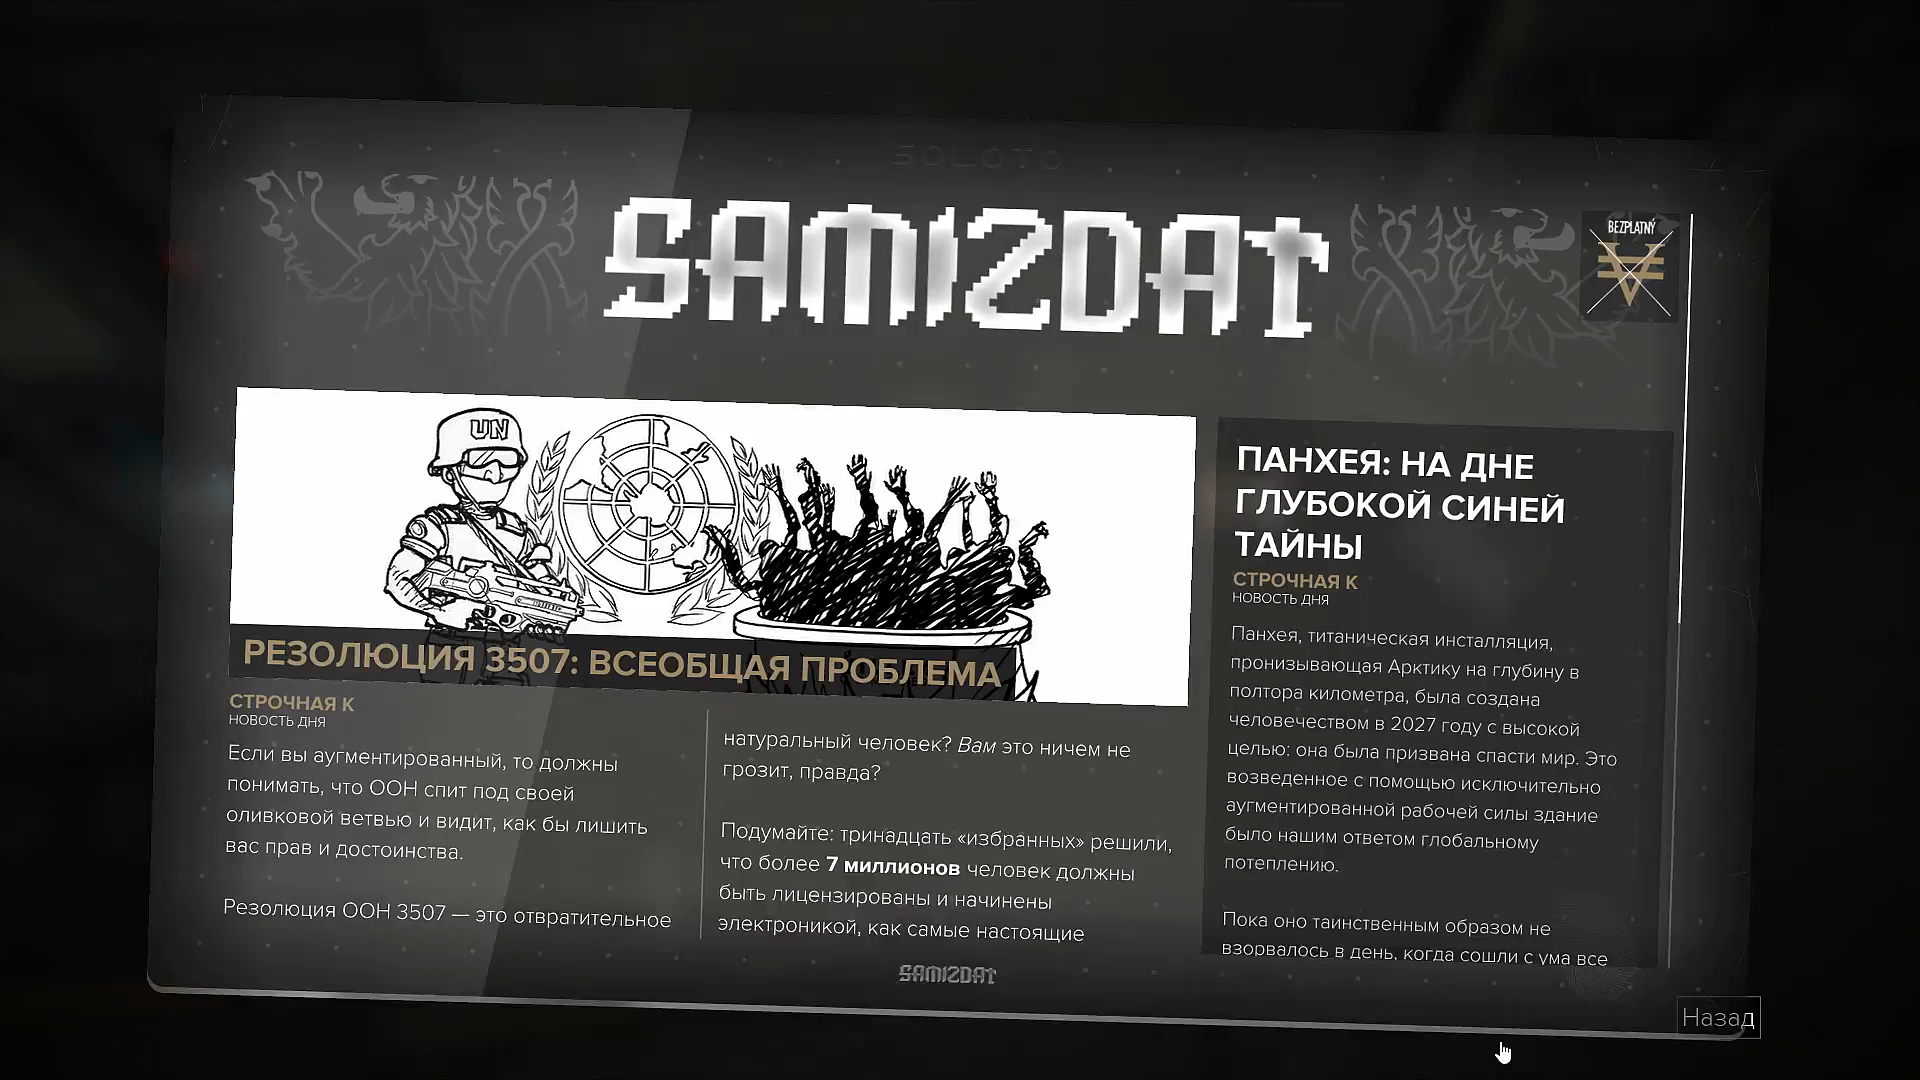 SOLOTO
SAMIZDAT
BEZPLATNÝ
UN
РЕЗОЛЮЦИЯ 3507: ВСЕОБЩАЯ ПРОБЛЕМА
СТРОЧНАЯ К
НОВОСТЬ ДНЯ
Если вы аугментированный, то должны
понимать, что ООН спит под своей
оливковой ветвью и видит, как бы лишить
вас прав и достоинства.
Резолюция ООН 3507 — это отвратительное
натуральный человек? Вам это ничем не
грозит, правда?
Подумайте: тринадцать «избранных» решили,
что более 7 миллионов человек должны
быть лицензированы и начинены
электроникой, как самые настоящие
ПАНХЕЯ: НА ДНЕ
ГЛУБОКОЙ СИНЕЙ
ТАЙНЫ
СТРОЧНАЯ К
НОВОСТЬ ДНЯ
Панхея, титаническая инсталляция,
пронизывающая Арктику на глубину в
полтора километра, была создана
человечеством в 2027 году с высокой
целью: она была призвана спасти мир. Это
возведенное с помощью исключительно
аугментированной рабочей силы здание
было нашим ответом глобальному
потеплению.
Пока оно таинственным образом не
взорвалось в день, когда сошли с ума все
SAMIZDAT
Назад